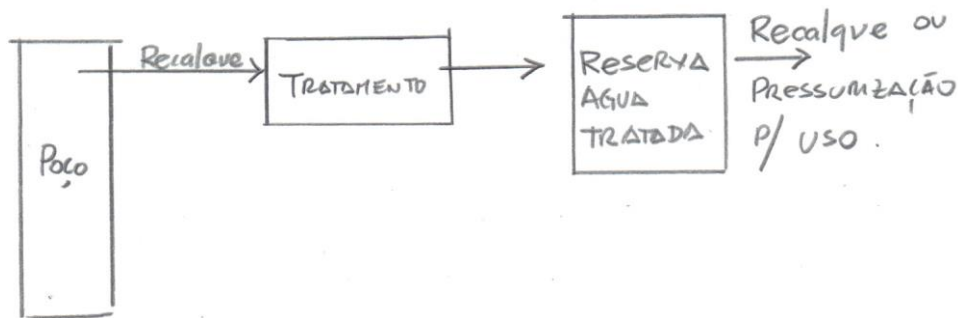 Poço
Recalque
TRATAMENTO
RESERVA
AGUA
TRATADA
Recalque ou
PRESSURIZAÇÃO
P/ USO.